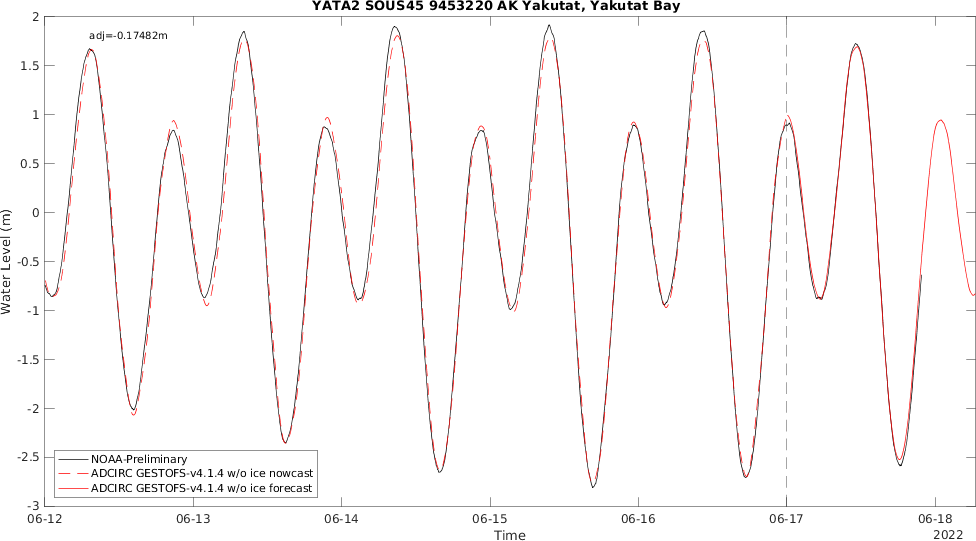 YATA2 SOUS45 9453220 AK Yakutat, Yakutat Bay
adj=-0.17482m
2
1.5
1
0.5
0
-0.5
-1
-1.5
-2
-2.5
-3
Water Level (m)
NOAA-Preliminary
ADCIRC GESTOFS-v4.1.4 w/o ice nowcast
ADCIRC GESTOFS-v4.1.4 w/o ice forecast
06-12 06-13 06-14 06-15 06-16 06-17 06-18
Time
2022